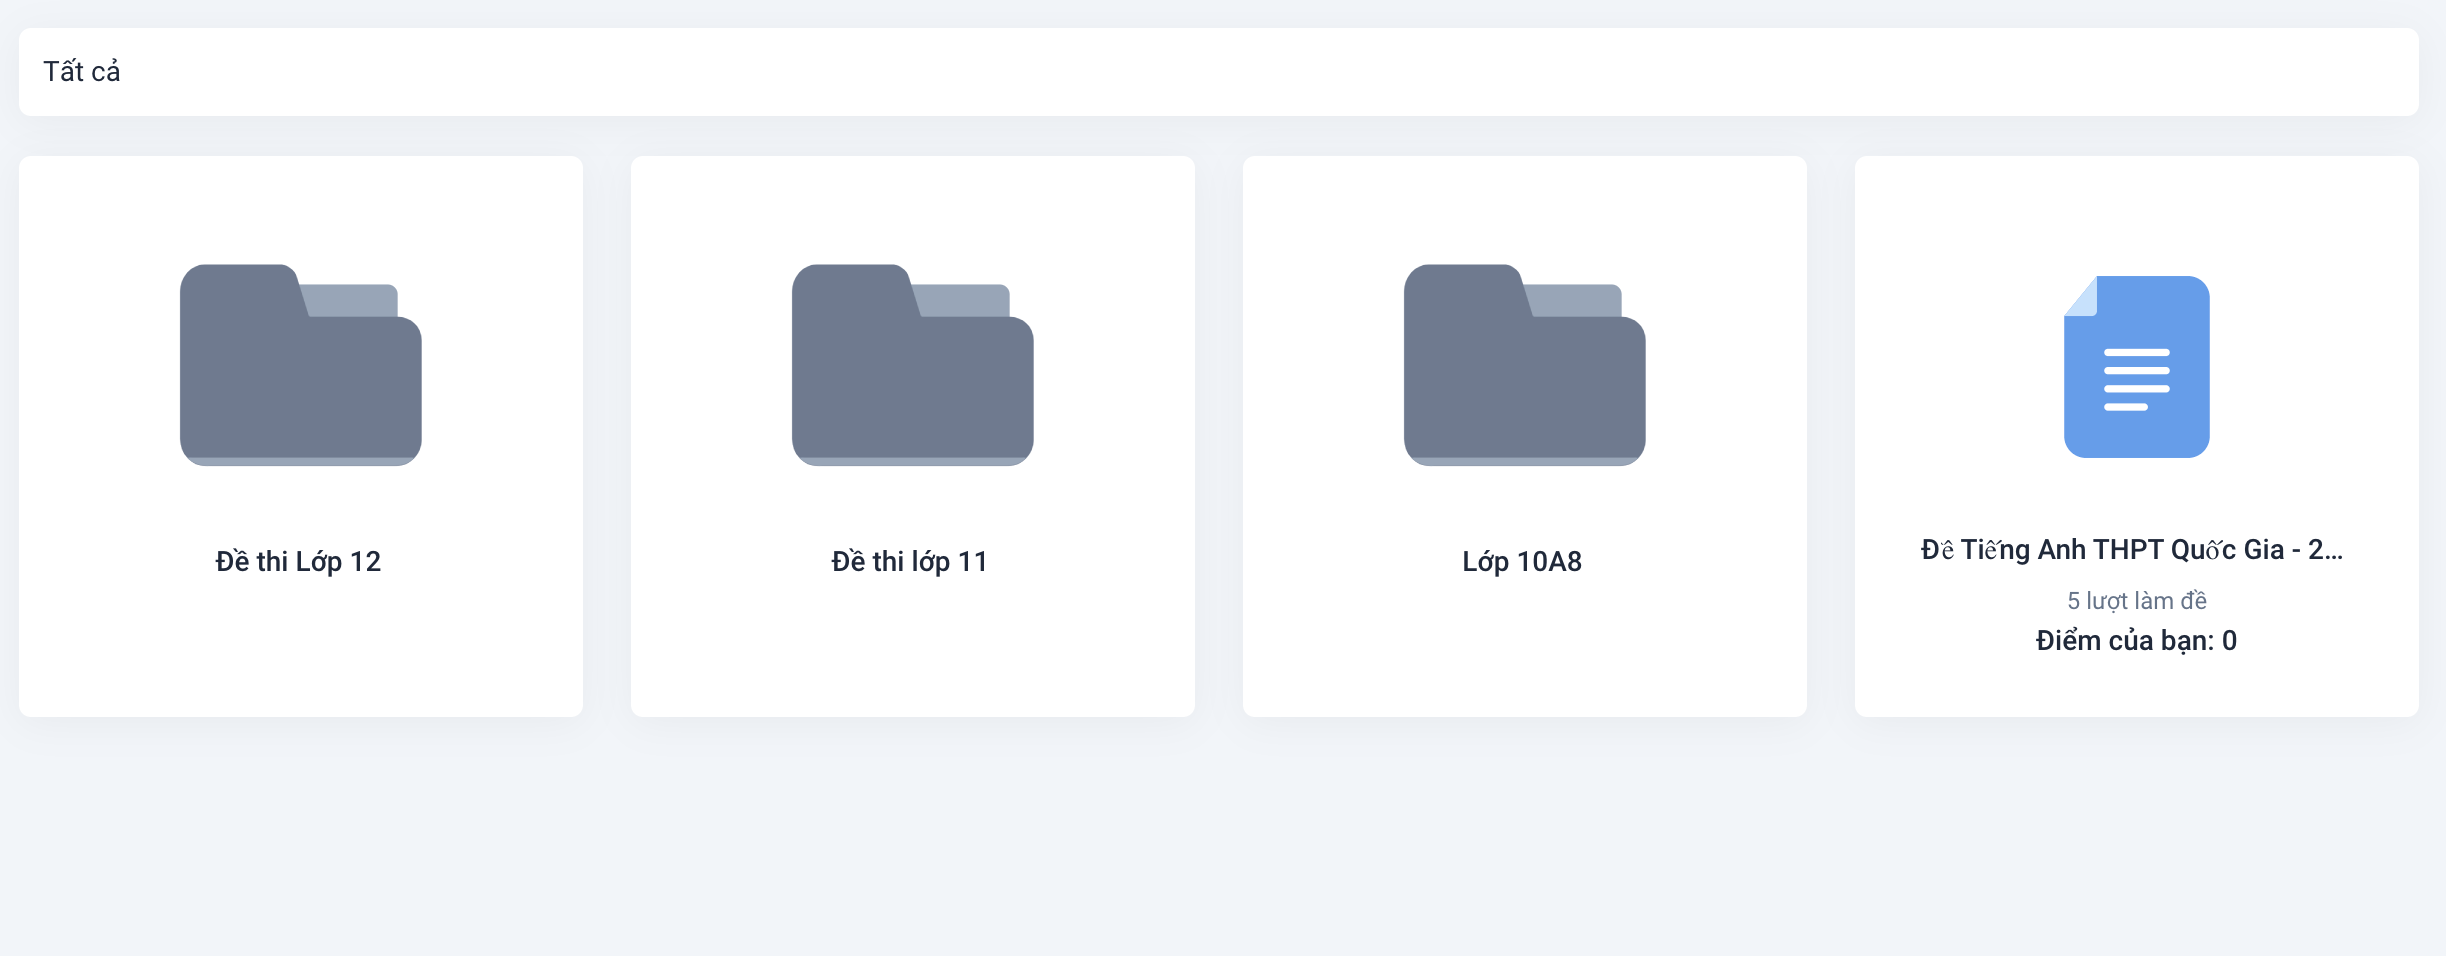 Tất cả
Đề thi Lớp 12
Đề thi lớp 11
Lớp 10A8
Đề Tiếng Anh THPT Quốc Gia - 2...
5 lượt làm đề
Điểm của bạn: 0